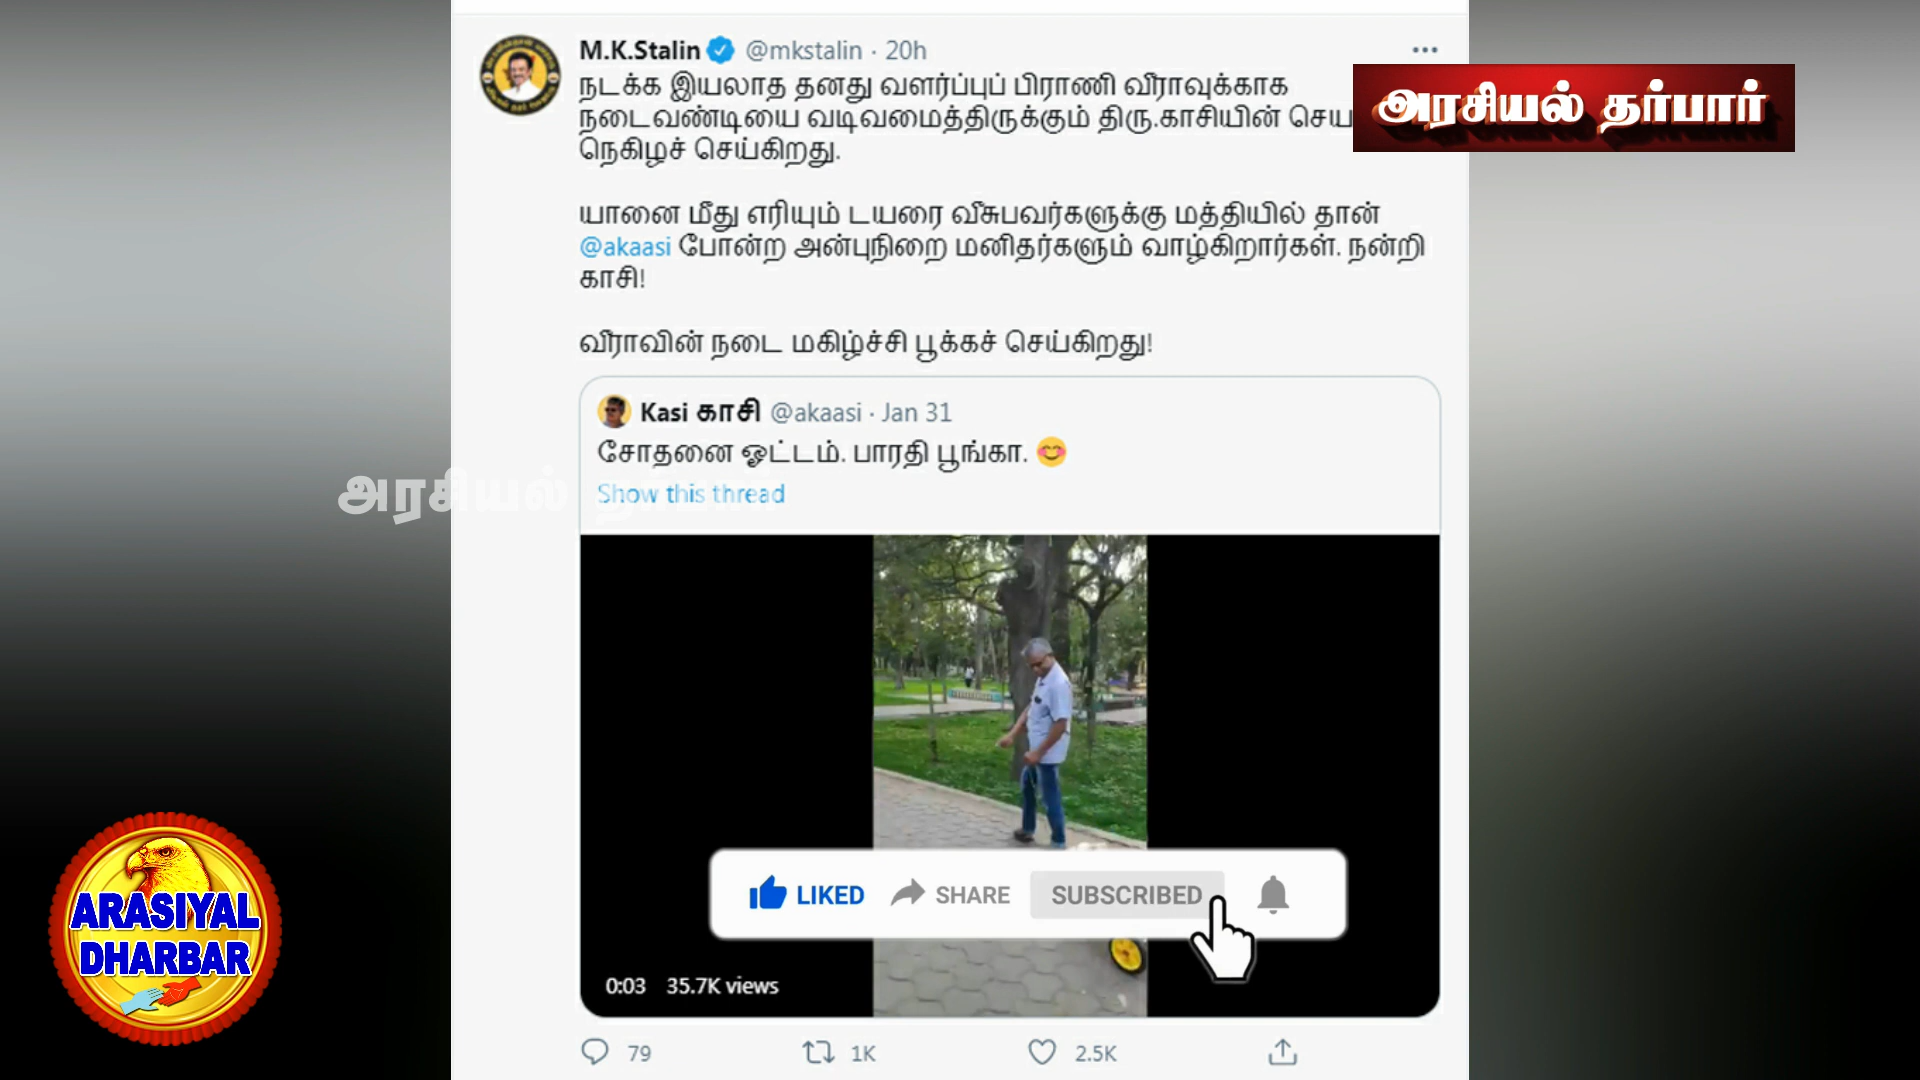 M.K.Stalin @mkstalin · 20h
நடக்க இயலாத தனது வளர்ப்புப் பிராணி வீராவுக்காக
நடைவண்டியை வடிவமைத்திருக்கும் திரு.காசியின் செய
நெகிழச் செய்கிறது.
யானை மீது எரியும் டயரை வீசுபவர்களுக்கு மத்தியில் தான்
@akaasi போன்ற அன்புநிறை மனிதர்களும் வாழ்கிறார்கள். நன்றி
காசி!
வீராவின் நடை மகிழ்ச்சி பூக்கச் செய்கிறது!
அரசியல் தர்பார்
Kasi காசி @akaasi · Jan 31
சோதனை ஓட்டம். பாரதி பூங்கா. 😊
Show this thread
அரசியல் தர்பார்
LIKED SHARE SUBSCRIBED
0:03 35.7K views
79 1K 2.5K
ARASIYAL
DHARBAR